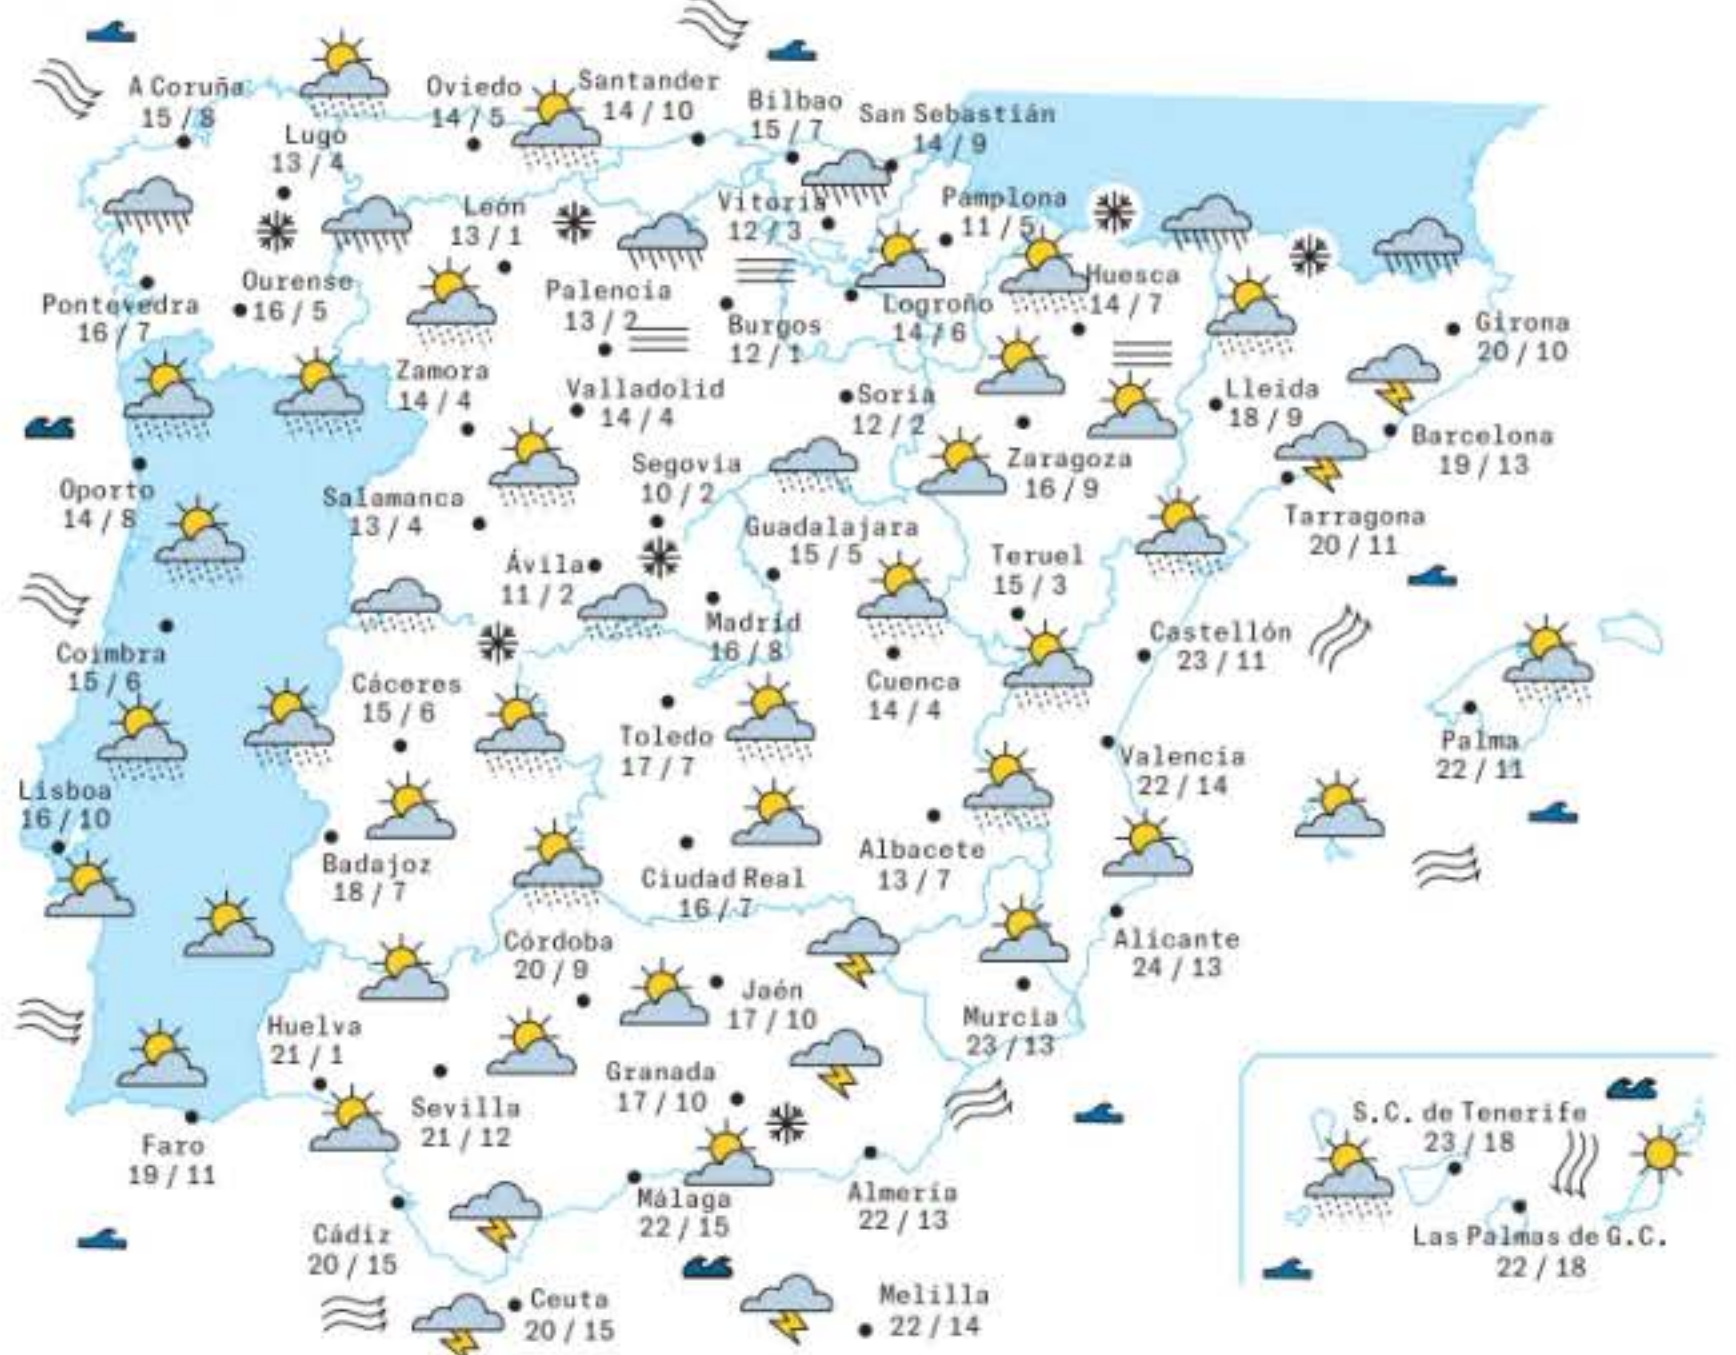 A Coruña
15 / 8
Lugo
13 / 4
Oviedo
14 / 5
Santander
14 / 10
Bilbao
15 / 7
San Sebastián
14 / 9
Vitoria
12 / 3
Pamplona
11 / 5
León
13 / 1
Pontevedra
16 / 7
Ourense
16 / 5
Palencia
13 / 2
Burgos
12 / 1
Logroño
14 / 6
Huesca
14 / 7
Girona
20 / 10
Zamora
14 / 4
Valladolid
14 / 4
Soria
12 / 2
Lleida
18 / 9
Barcelona
19 / 13
Oporto
14 / 8
Salamanca
13 / 4
Segovia
10 / 2
Zaragoza
16 / 9
Tarragona
20 / 11
Guadalajara
15 / 5
Teruel
15 / 3
Ávila
11 / 2
Madrid
16 / 8
Castellón
23 / 11
Coimbra
15 / 6
Cáceres
15 / 6
Cuenca
14 / 4
Toledo
17 / 7
Valencia
22 / 14
Palma
22 / 11
Lisboa
16 / 10
Badajoz
18 / 7
Ciudad Real
16 / 7
Albacete
13 / 7
Córdoba
20 / 9
Alicante
24 / 13
Jaén
17 / 10
Huelva
21 / 1
Murcia
23 / 13
Granada
17 / 10
Sevilla
21 / 12
Faro
19 / 11
Málaga
22 / 15
Almería
22 / 13
Cádiz
20 / 15
Ceuta
20 / 15
Melilla
22 / 14
S.C. de Tenerife
23 / 18
Las Palmas de G.C.
22 / 18